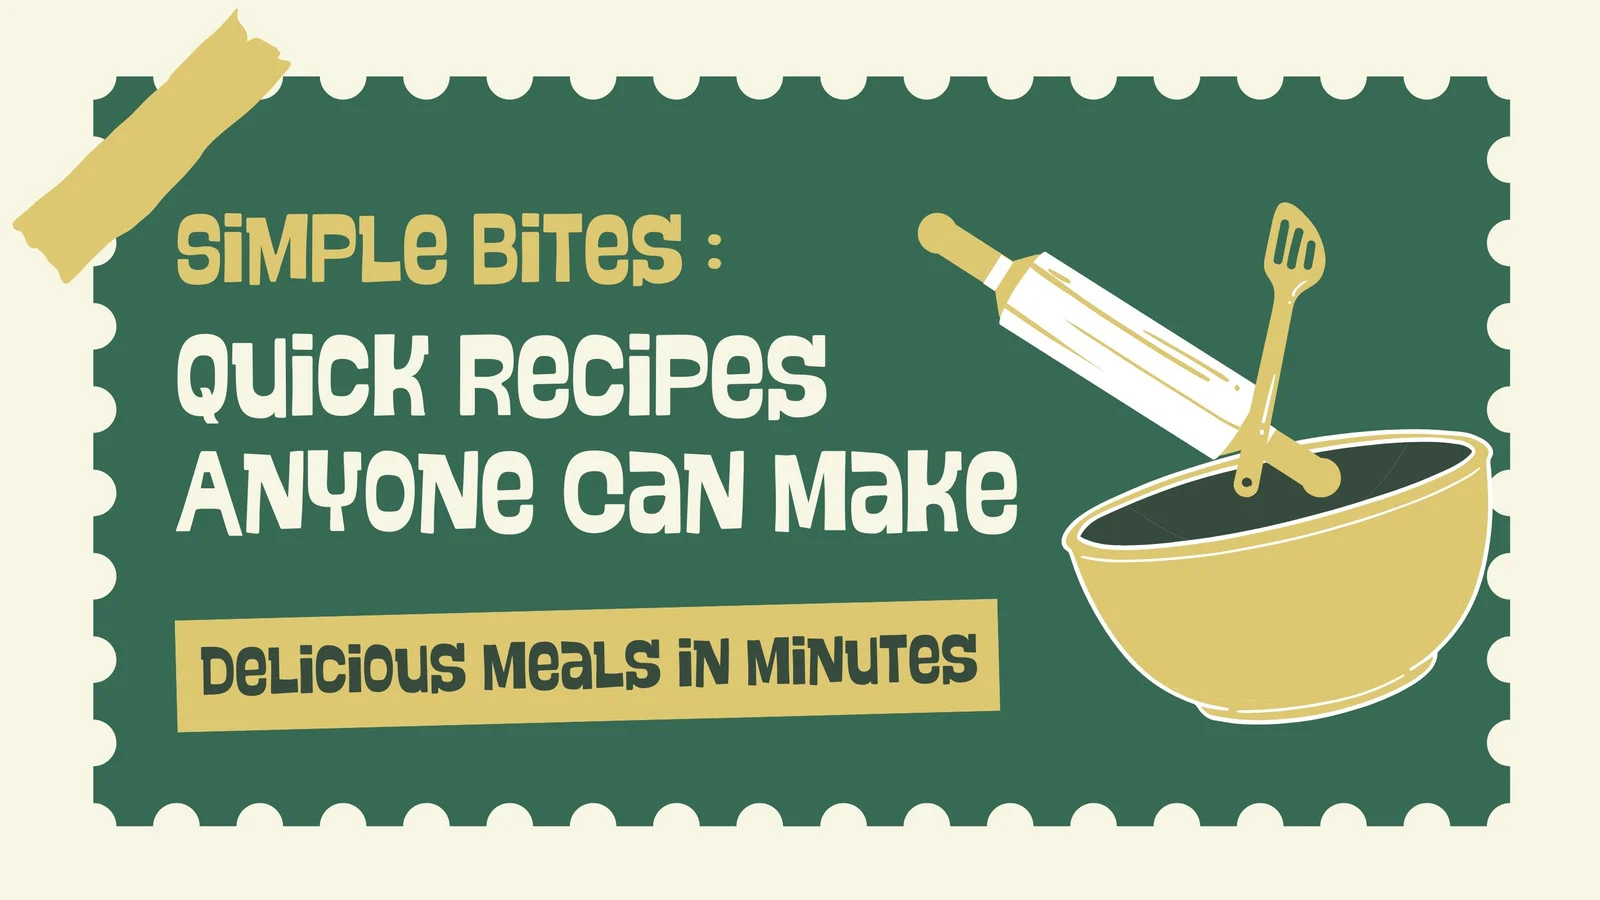 Simple Bites :
Quick Recipes
Anyone Can Make
Delicious Meals in Minutes